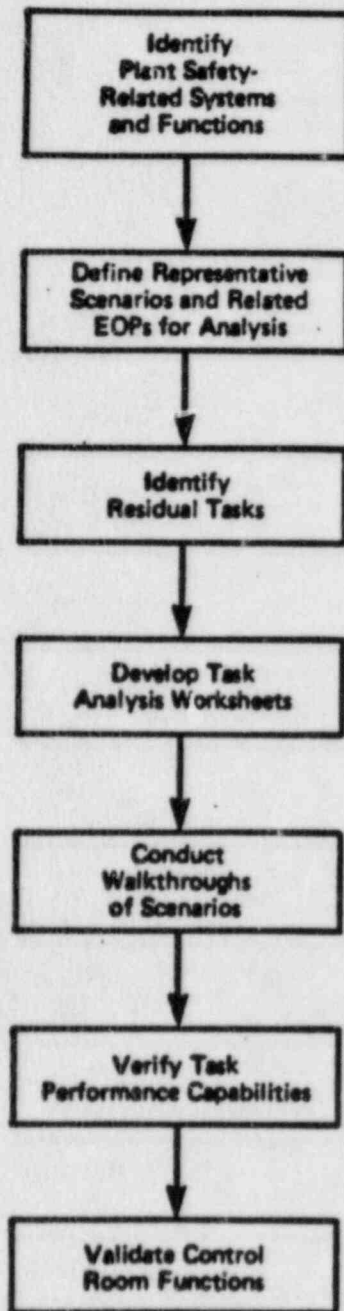 Identify
Plant Safety-
Related Systems
and Functions
Define Representative
Scenarios and Related
EOPs for Analysis
Identify
Residual Tasks
Develop Task
Analysis Worksheets
Conduct
Walkthroughs
of Scenarios
Verify Task
Performance Capabilities
Validate Control
Room Functions